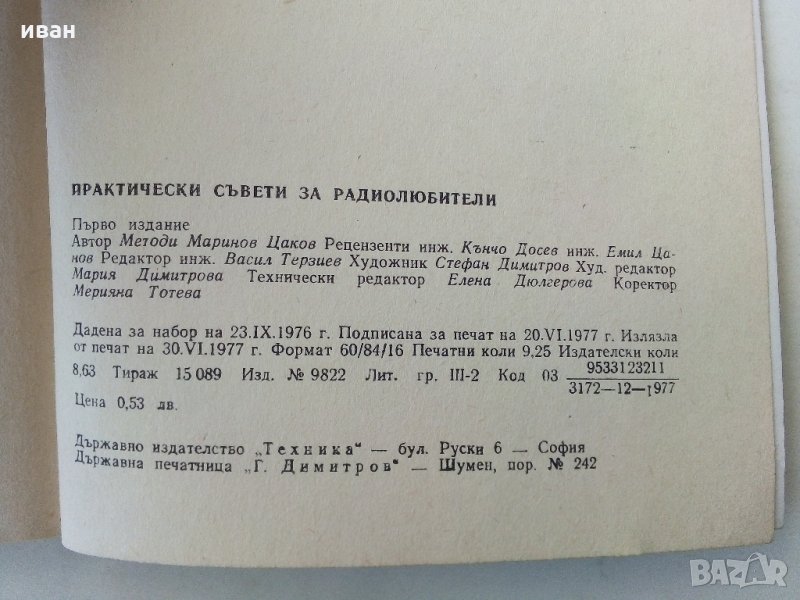 иван
ПРАКТИЧЕСКИ СЪВЕТИ ЗА РАДИОЛЮБИТЕЛИ
Първо издание
Автор Методи Маринов Цаков Рецензенти инж. Кънчо Досев инж. Емил Ца-
нов Редактор инж. Васил Терзиев Художник Стефан Димитров Худ. редактор
Мария Димитрова Технически редактор Елена Дюлгерова Коректор
Мерияна Тотева
Дадена за набор на 23.IX.1976 г. Подписана за печат на 20.VI.1977 г. Излязла
от печат на 30.VI.1977 г. Формат 60/84/16 Печатни коли 9,25 Издателски коли
8,63 Тираж 15 089 Изд. № 9822 Лит. гр. III-2 Код 03 9533123211
3172—12—1977
Цена 0,53 лв.
Държавно издателство „Техника“ — бул. Руски 6 — София
Държавна печатница „Г. Димитров“ — Шумен, пор. № 242
BAZAR